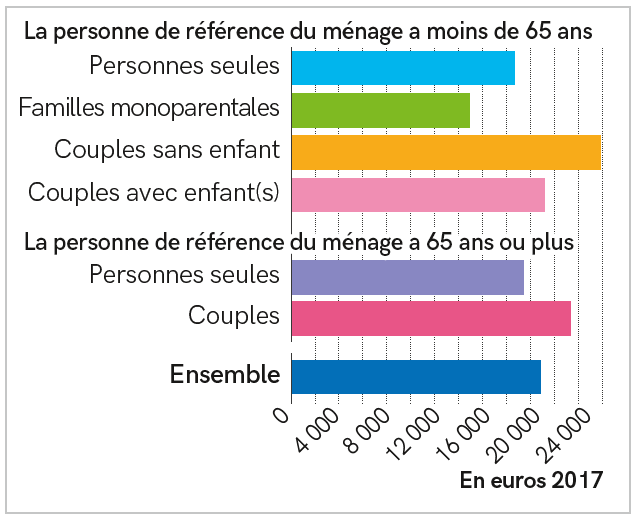 La personne de référence du ménage a moins de 65 ans
Personnes seules
Familles monoparentales
Couples sans enfant
Couples avec enfant(s)
La personne de référence du ménage a 65 ans ou plus
Personnes seules
Couples
Ensemble
0 4 000 8 000 12 000 16 000 20 000 24 000
En euros 2017